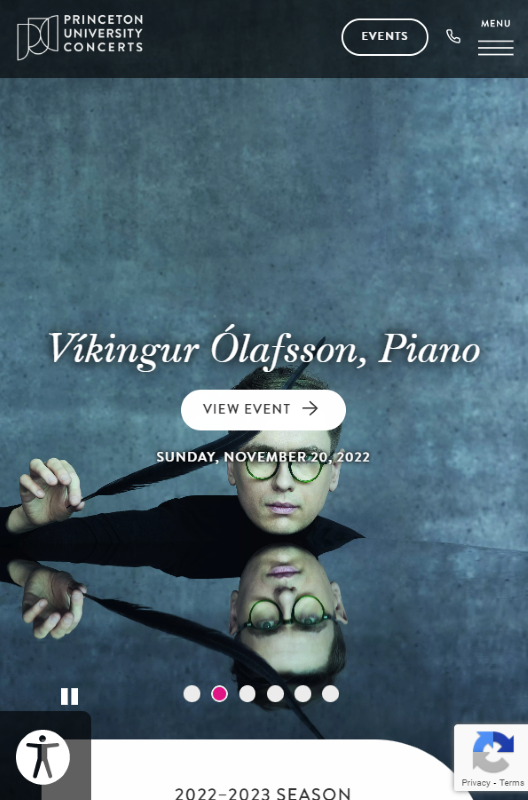 PRINCETON
UNIVERSITY
CONCERTS
EVENTS
MENU
Víkingur Ólafsson, Piano
VIEW EVENT
SUNDAY, NOVEMBER 20, 2022
2022–2023 SEASON
Privacy - Terms